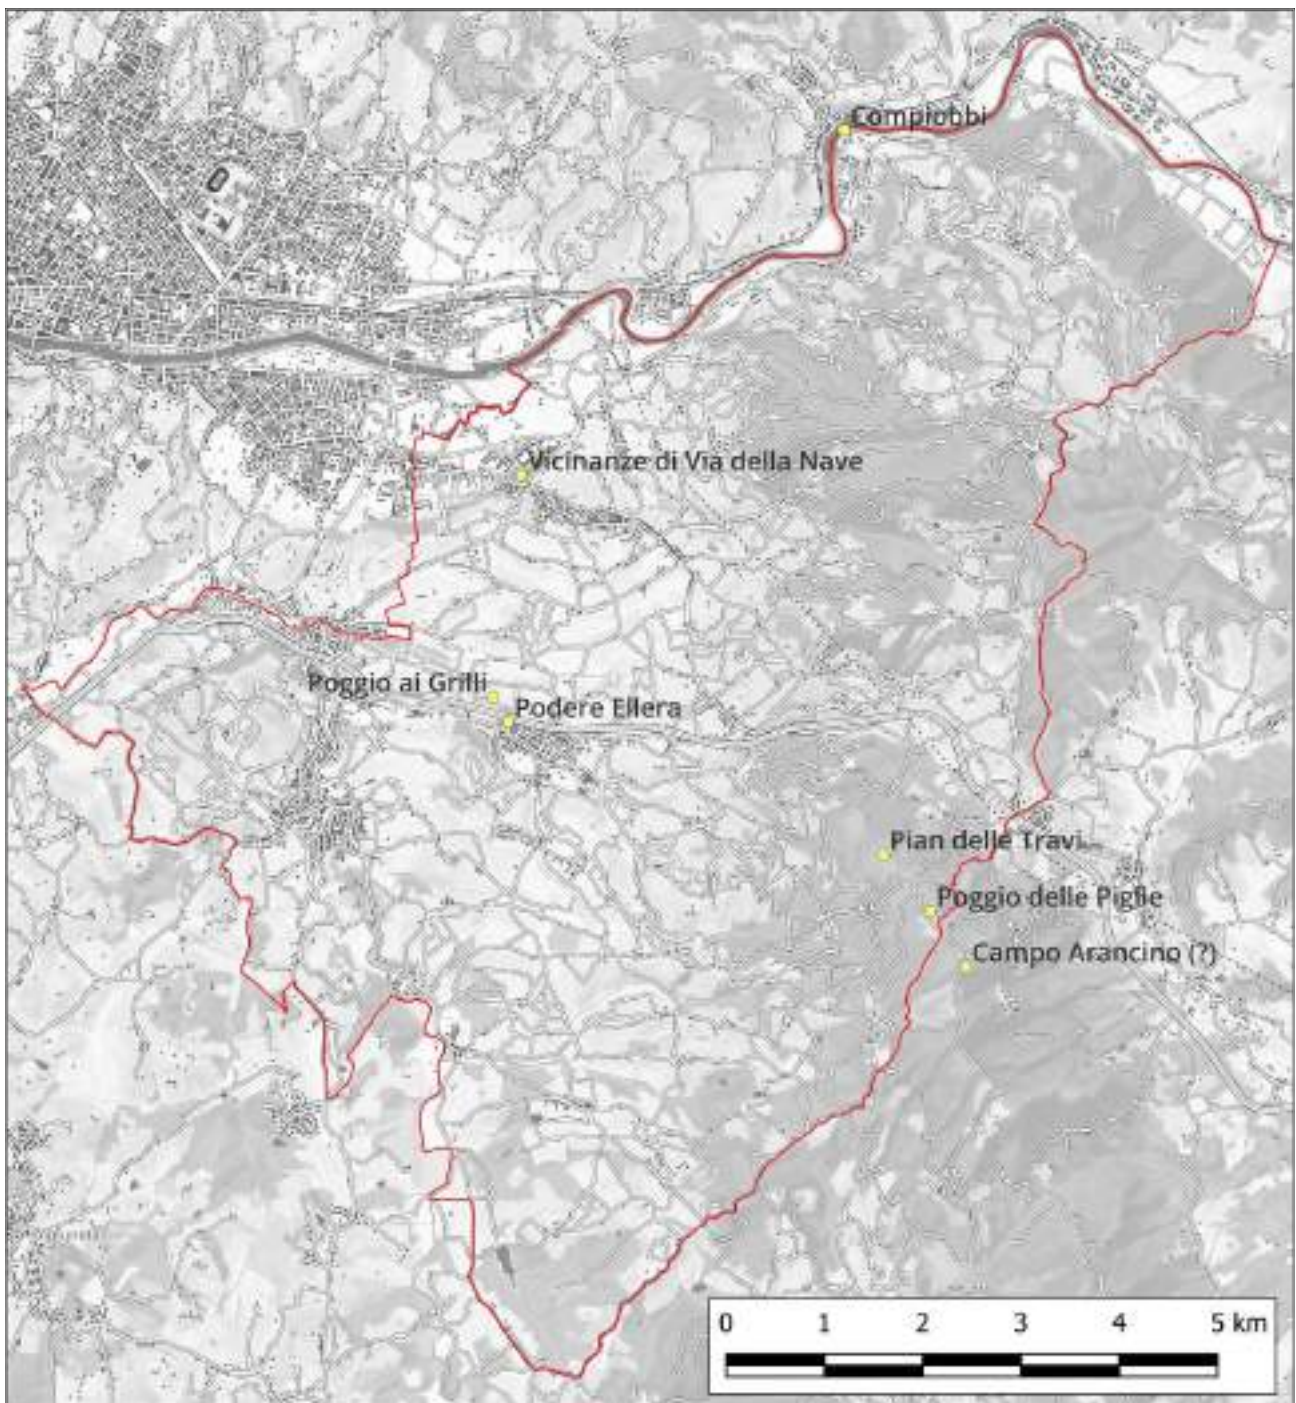 Compiobbi
Vicinanze di Via della Nave
Poggio ai Grilli
Podere Ellera
Pian delle Travi
Poggio delle Piglie
Campo Arancino (?)
0 1 2 3 4 5 km